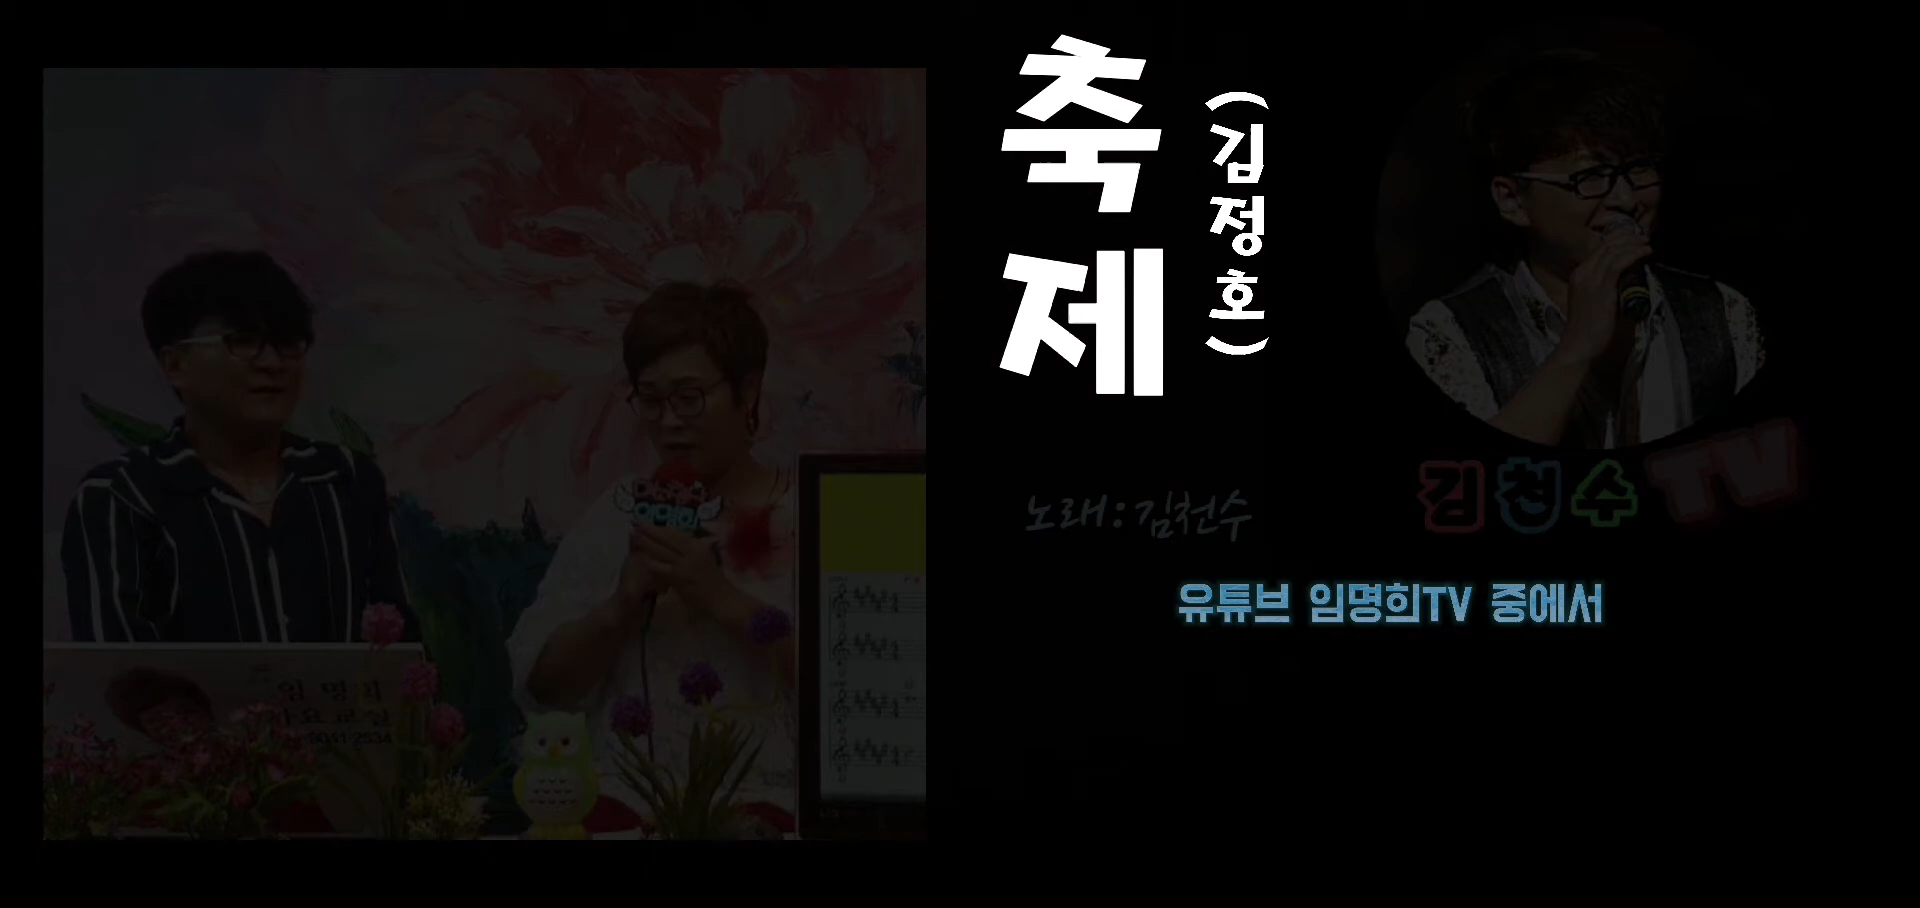 축제
(김정호)
노래:김천수
김천수TV
유튜브 임명희TV 중에서
임명희